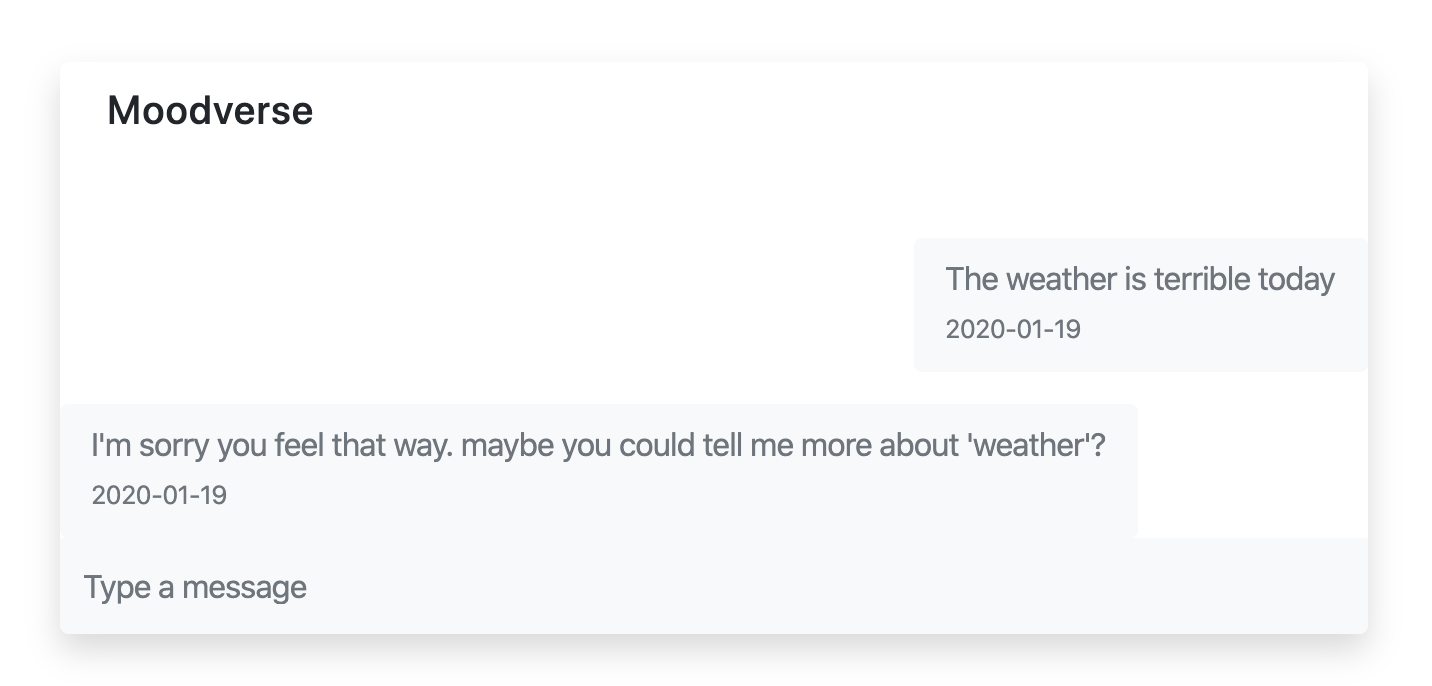 Moodverse
The weather is terrible today
2020-01-19
I'm sorry you feel that way. maybe you could tell me more about 'weather'?
2020-01-19
Type a message